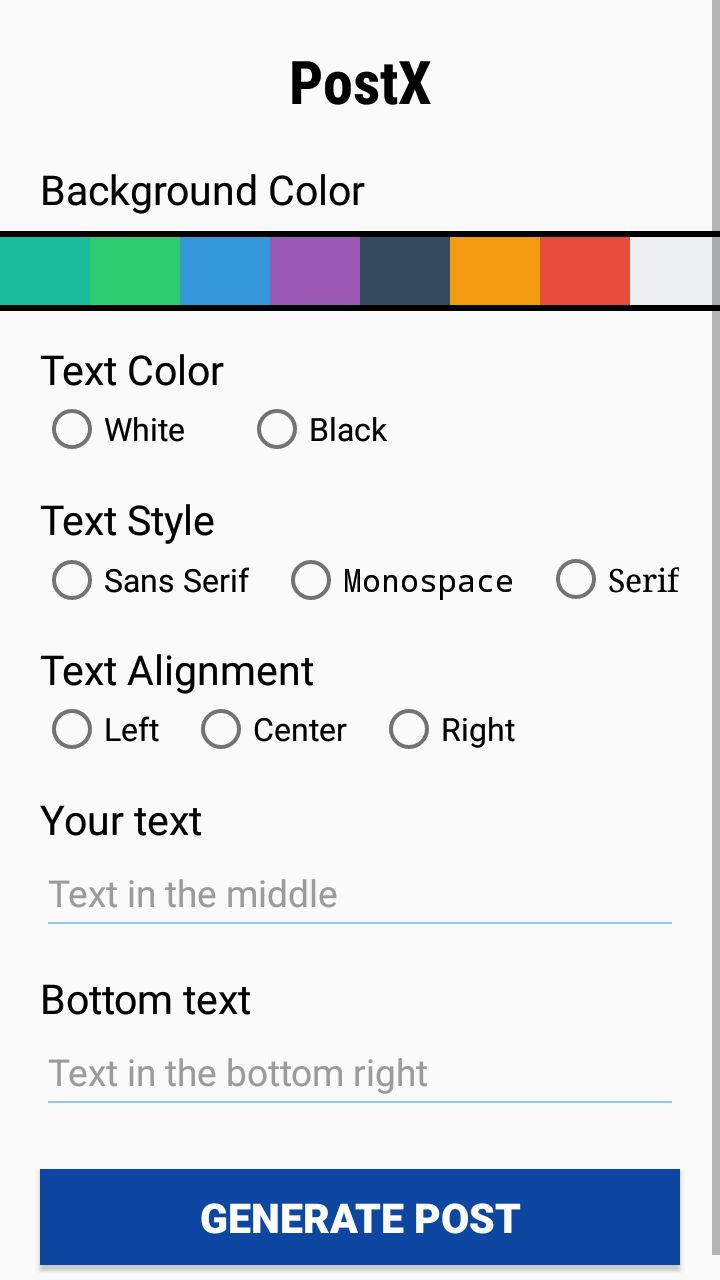 PostX
Background Color
Text Color
White Black
Text Style
Sans Serif Monospace Serif
Text Alignment
Left Center Right
Your text
Text in the middle
Bottom text
Text in the bottom right
GENERATE POST